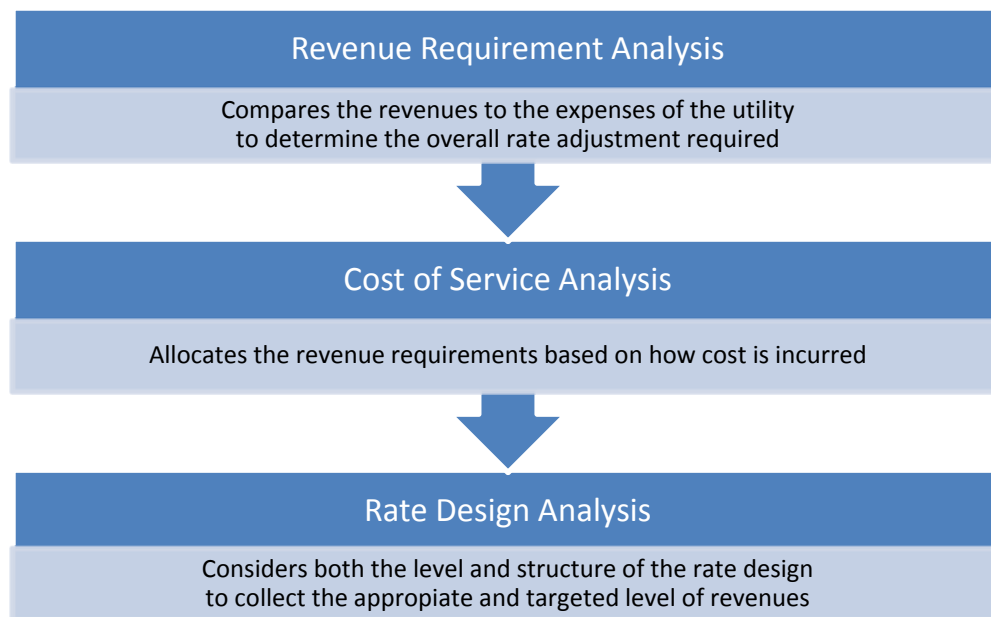 Revenue Requirement Analysis
Compares the revenues to the expenses of the utility
to determine the overall rate adjustment required
Cost of Service Analysis
Allocates the revenue requirements based on how cost is incurred
Rate Design Analysis
Considers both the level and structure of the rate design
to collect the appropiate and targeted level of revenues